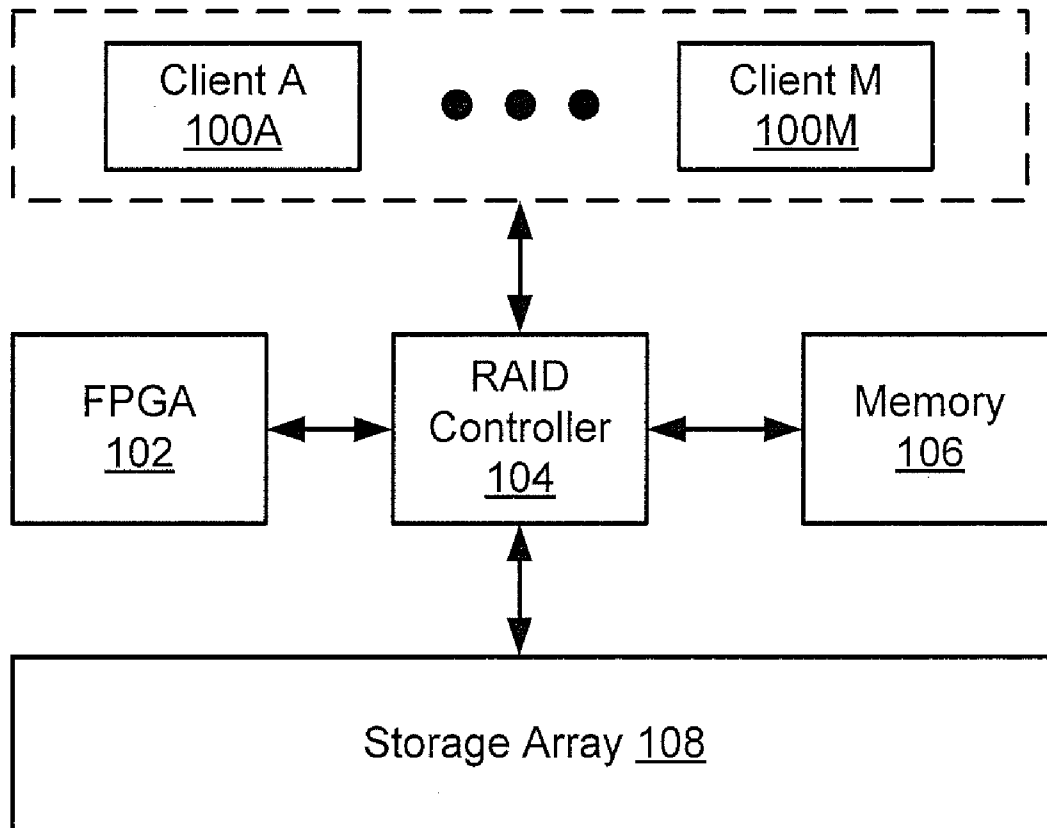 Client A
100A
Client M
100M
FPGA
102
RAID
Controller
104
Memory
106
Storage Array 108